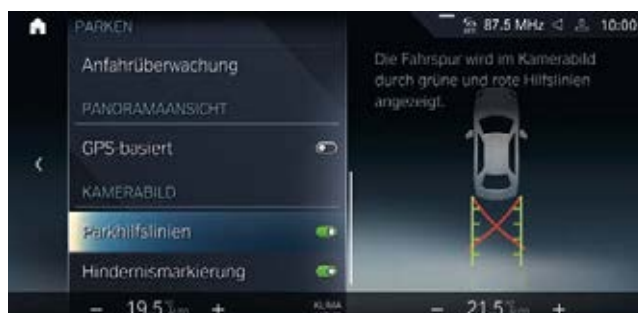 PARKEN
87.5 MHz
10:00
Anfahrüberwachung
PANORAMAANSICHT
GPS-basiert
KAMERABILD
Parkhilfslinien
Hindernismarkierung
Die Fahrspur wird im Kamerabild
durch grüne und rote Hilfslinien
angezeigt.
– 19.5 +
KLIMA
– 21.5 +